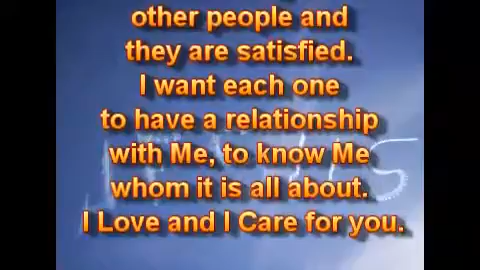 other people and
they are satisfied.
I want each one
to have a relationship
with Me, to know Me
whom it is all about.
I Love and I Care for you.